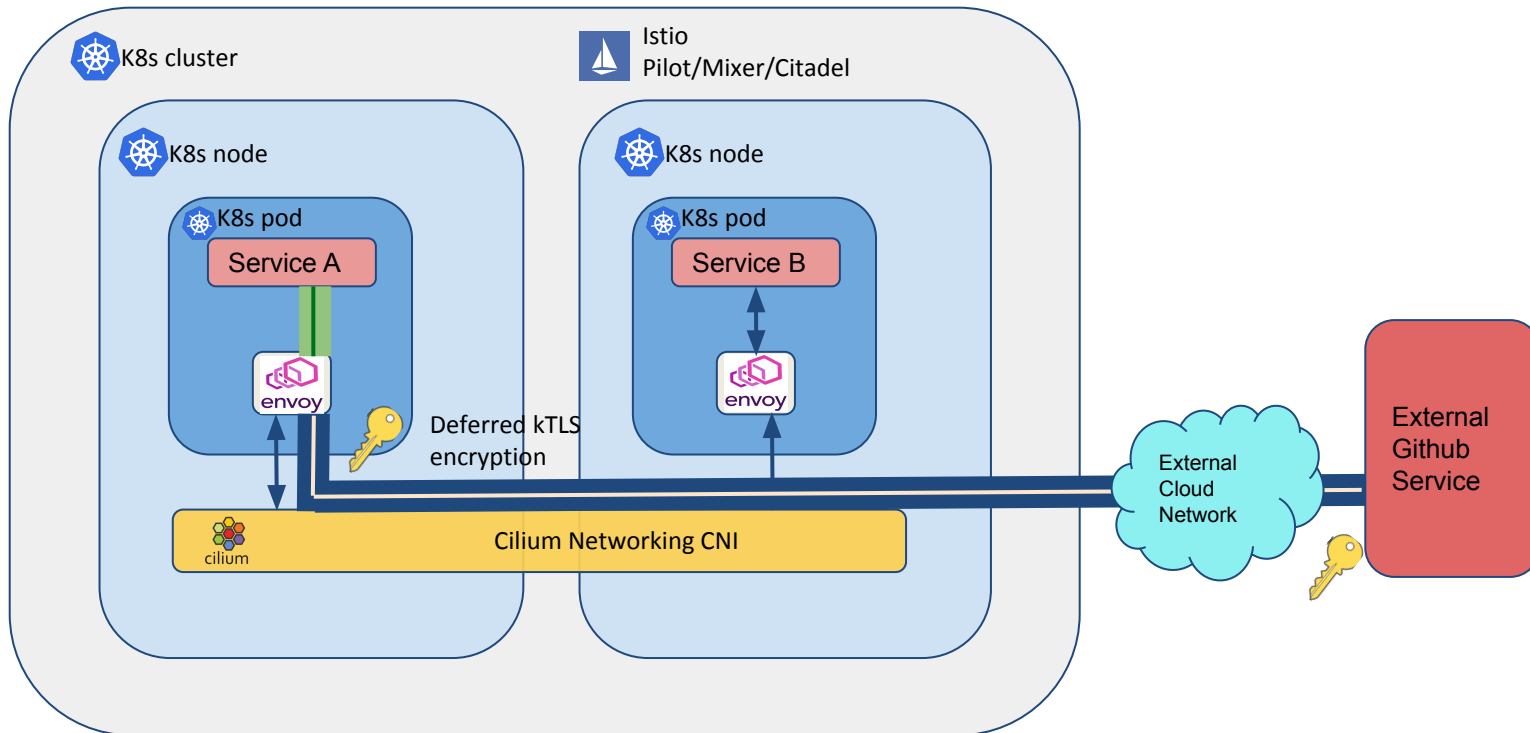 K8s cluster
Istio
Pilot/Mixer/Citadel
K8s node
K8s node
K8s pod
K8s pod
Service A
Service B
envoy
envoy
Deferred kTLS
encryption
External
Cloud
Network
External
Github
Service
cilium
Cilium Networking CNI